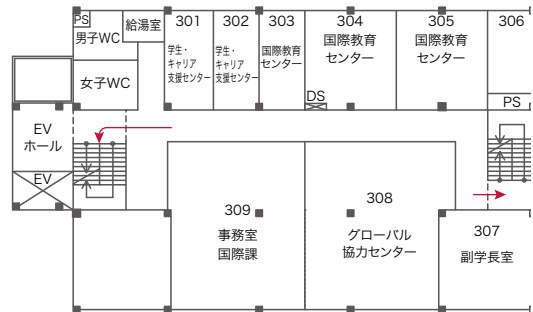 PS
男子WC
給湯室
女子WC
301
学生・
キャリア
支援センター
302
学生・
キャリア
支援センター
303
国際教育
センター
304
国際教育
センター
305
国際教育
センター
306
DS
PS
EV
ホール
EV
309
事務室
国際課
308
グローバル
協力センター
307
副学長室